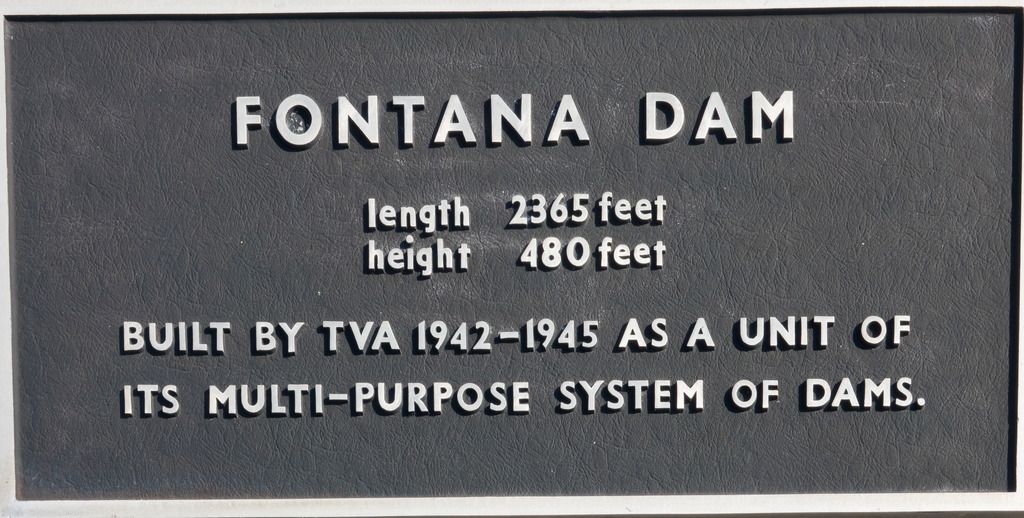 FONTANA DAM
length 2365 feet
height 480 feet
BUILT BY TVA 1942-1945 AS A UNIT OF
ITS MULTI-PURPOSE SYSTEM OF DAMS.